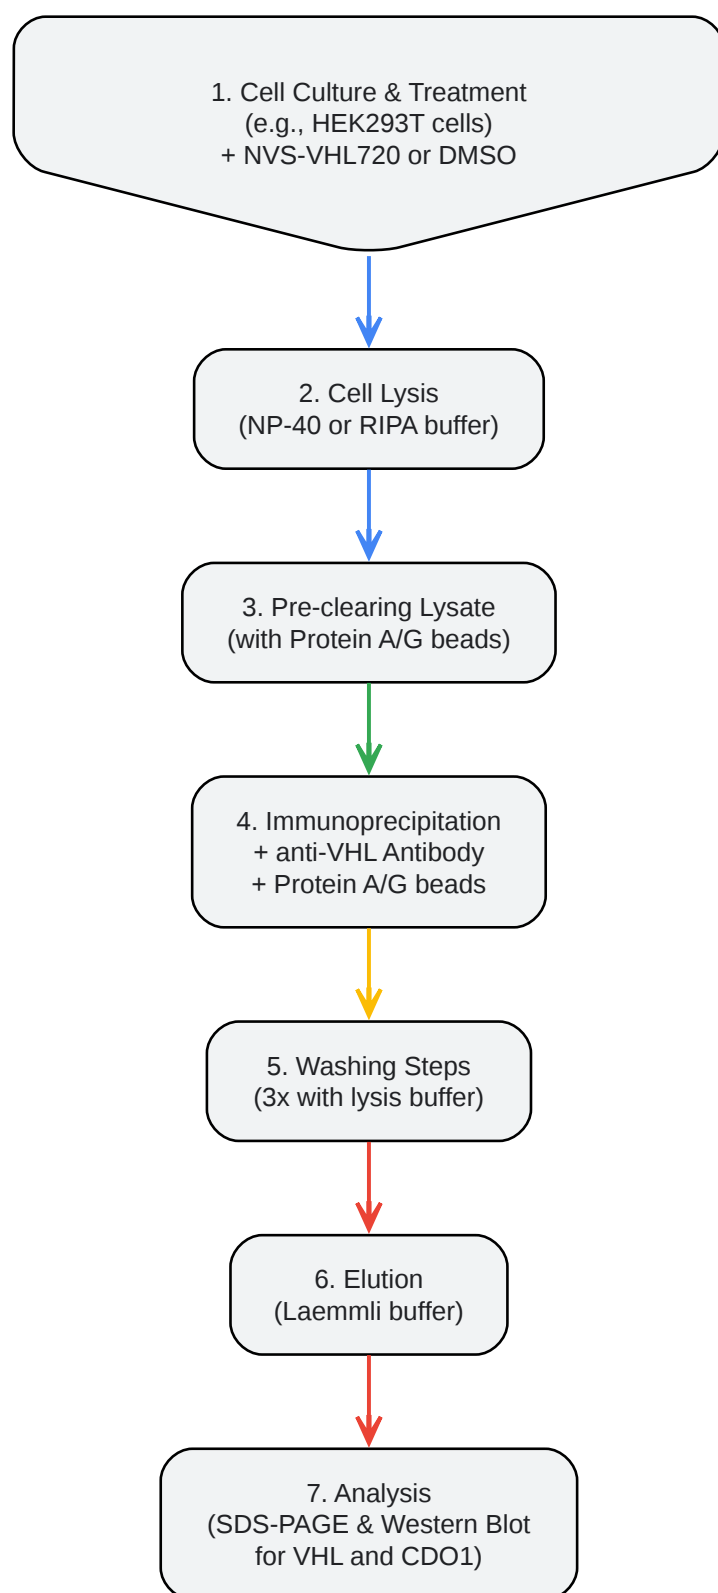 1. Cell Culture & Treatment
(e.g., HEK293T cells)
+ NVS-VHL720 or DMSO
2. Cell Lysis
(NP-40 or RIPA buffer)
3. Pre-clearing Lysate
(with Protein A/G beads)
4. Immunoprecipitation
+ anti-VHL Antibody
+ Protein A/G beads
5. Washing Steps
(3x with lysis buffer)
6. Elution
(Laemmli buffer)
7. Analysis
(SDS-PAGE & Western Blot
for VHL and CDO1)